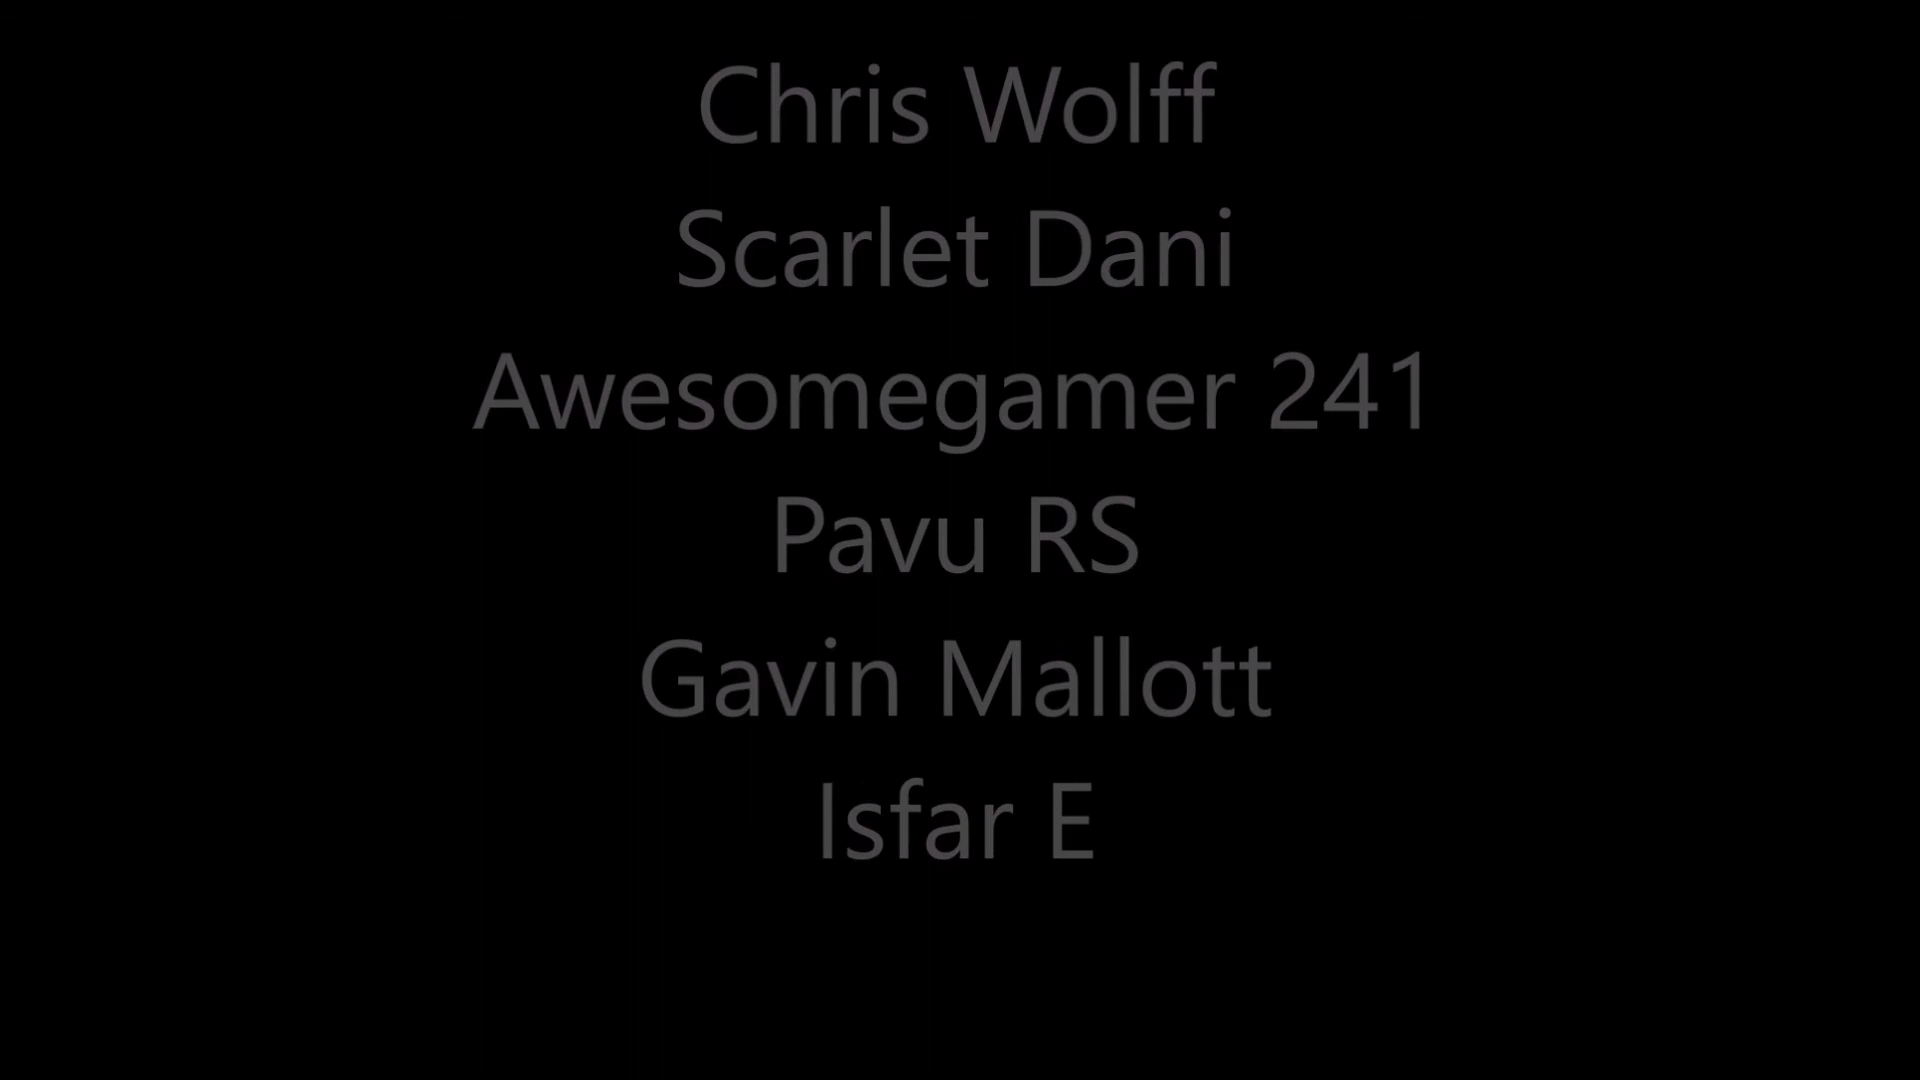 Chris Wolff
Scarlet Dani
Awesomegamer 241
Pavu RS
Gavin Mallott
Isfar E